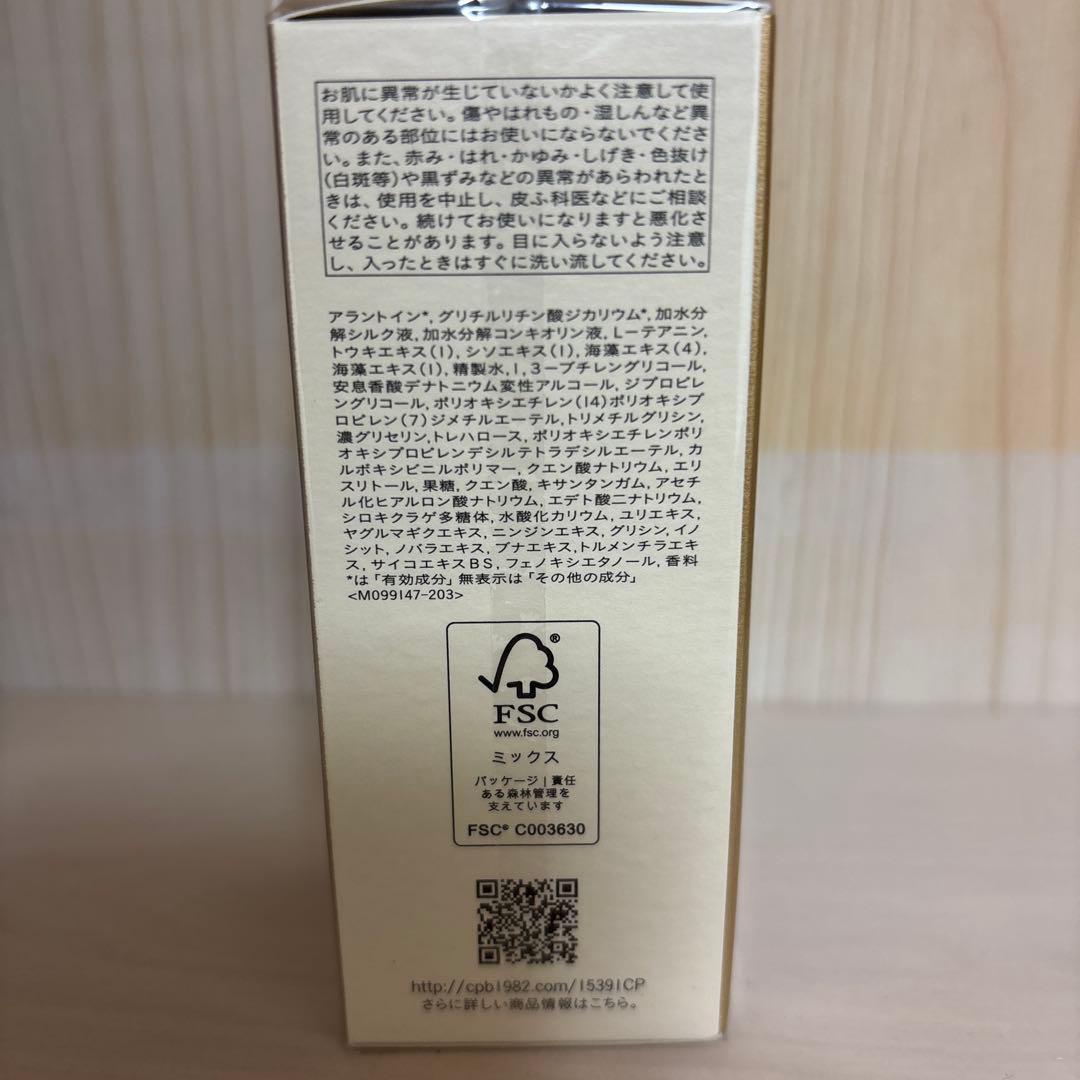 お肌に異常が生じていないかよく注意して使
用してください。傷やはれもの・湿しんなど異
常のある部位にはお使いにならないでくださ
い。また、赤み・はれ・かゆみ・しげき・色抜け
(白斑等)や黒ずみなどの異常があらわれたと
きは、使用を中止し、皮ふ科医などにご相談
ください。続けてお使いになりますと悪化さ
せることがあります。目に入らないよう注意
し、入ったときはすぐに洗い流してください。
アラントイン*, グリチルリチン酸ジカリウム*, 加水分
解シルク液, 加水分解コンキオリン液, L-テアニン,
トウキエキス(1), シソエキス(1), 海藻エキス(4),
海藻エキス(1), 精製水, 1, 3-ブチレングリコール,
安息香酸デナトニウム変性アルコール, ジプロピレ
ングリコール, ポリオキシエチレン(14)ポリオキシプ
ロピレン(7)ジメチルエーテル, トリメチルグリシン,
濃グリセリン, トレハロース, ポリオキシエチレンポリ
オキシプロピレンデシルテトラデシルエーテル, カ
ルボキシビニルポリマー, クエン酸ナトリウム, エリ
スリトール, 果糖, クエン酸, キサンタンガム, アセチ
ル化ヒアルロン酸ナトリウム, エデト酸二ナトリウム,
シロキクラゲ多糖体, 水酸化カリウム, ユリエキス,
ヤグルマギクエキス, ニンジンエキス, グリシン, イノ
シット, ノバラエキス, ブナエキス, トルメンチラエキ
ス, サイコエキスBS, フェノキシエタノール, 香料
*は「有効成分」無表示は「その他の成分」
<M099147-203>
®
FSC
www.fsc.org
ミックス
パッケージ | 責任
ある森林管理を
支えています
FSC® C003630
http://cpb1982.com/15391CP
さらに詳しい商品情報はこちら。